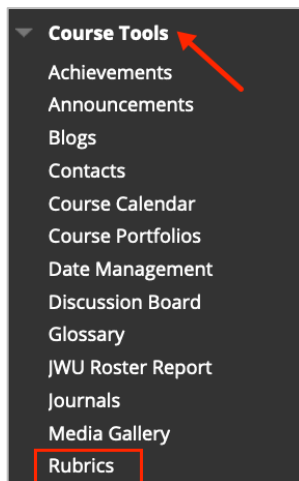 Course Tools
Achievements
Announcements
Blogs
Contacts
Course Calendar
Course Portfolios
Date Management
Discussion Board
Glossary
JWU Roster Report
Journals
Media Gallery
Rubrics